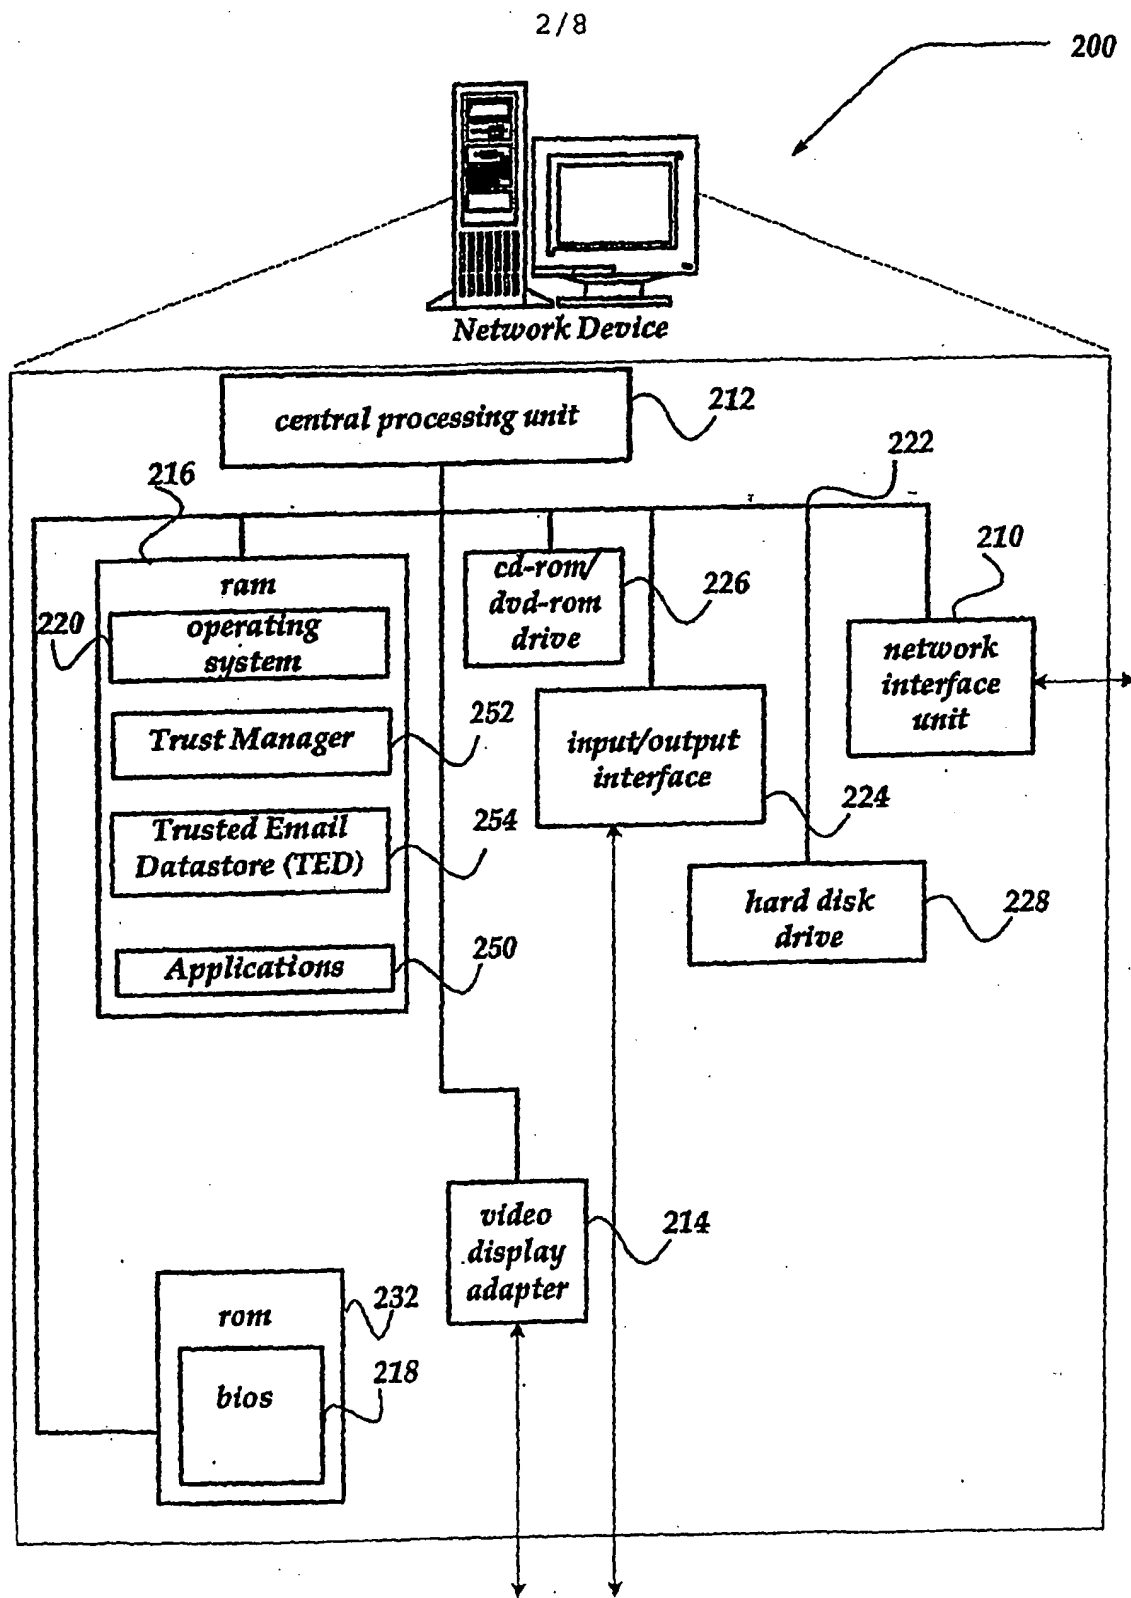 2/8
200
Network Device
central processing unit
212
222
216
210
ram
cd-rom/
dvd-rom
drive
226
220
operating
system
network
interface
unit
Trust Manager
252
input/output
interface
224
Trusted Email
Datastore (TED)
254
hard disk
drive
228
Applications
250
video
display
adapter
214
rom
232
bios
218